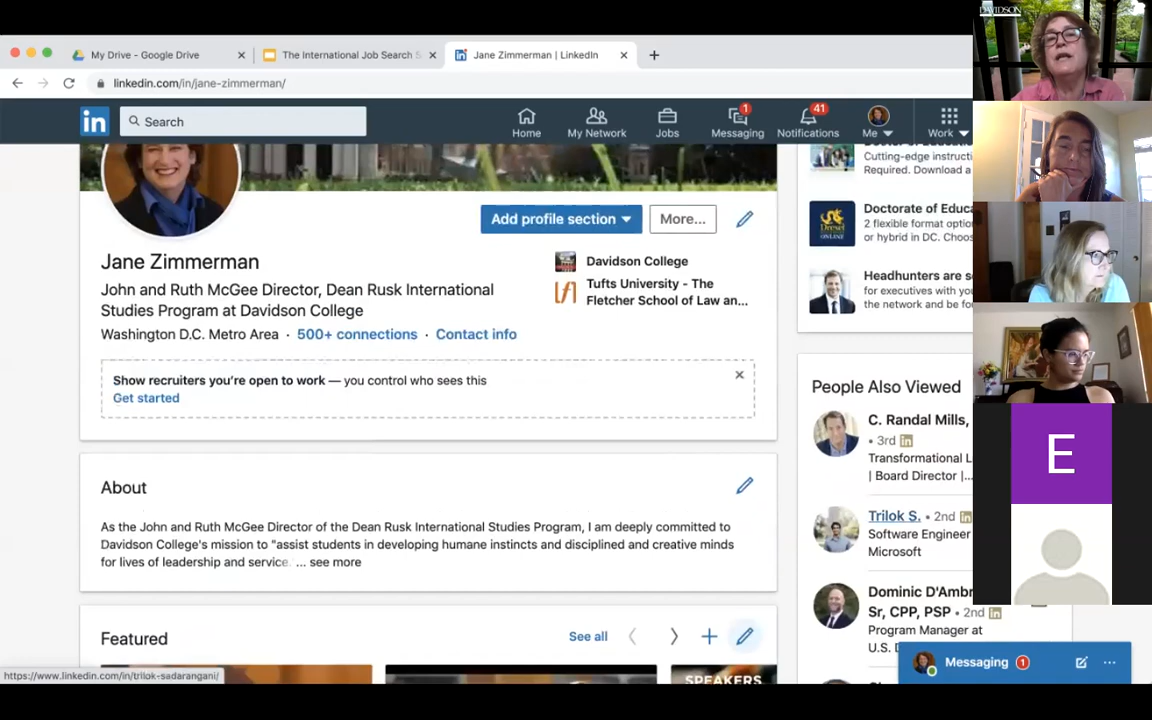 My Drive - Google Drive
The International Job Search S
Jane Zimmerman | LinkedIn
linkedin.com/in/jane-zimmerman/
in
Search
Home
My Network
Jobs
1
Messaging
41
Notifications
Me
Work
Add profile section
More...
Jane Zimmerman
John and Ruth McGee Director, Dean Rusk International
Studies Program at Davidson College
Washington D.C. Metro Area · 500+ connections · Contact info
Davidson College
Tufts University - The
Fletcher School of Law an...
Show recruiters you're open to work — you control who sees this
Get started
About
As the John and Ruth McGee Director of the Dean Rusk International Studies Program, I am deeply committed to
Davidson College's mission to "assist students in developing humane instincts and disciplined and creative minds
for lives of leadership and service. ... see more
Featured
See all
SPEAKERS
https://www.linkedin.com/in/trilok-sadarangani/
Cutting-edge instructi
Required. Download a
Doctorate of Educa
2 flexible format option
or hybrid in DC. Choos
Drexel
ONLINE
Headhunters are se
for executives with yo
the network and be fo
People Also Viewed
C. Randal Mills,
• 3rd in
Transformational L
| Board Director |...
Trilok S. • 2nd in
Software Engineer
Microsoft
Dominic D'Ambr
Sr, CPP, PSP • 2nd in
Program Manager at
U.S. D
Messaging 1
DAVIDSON
E